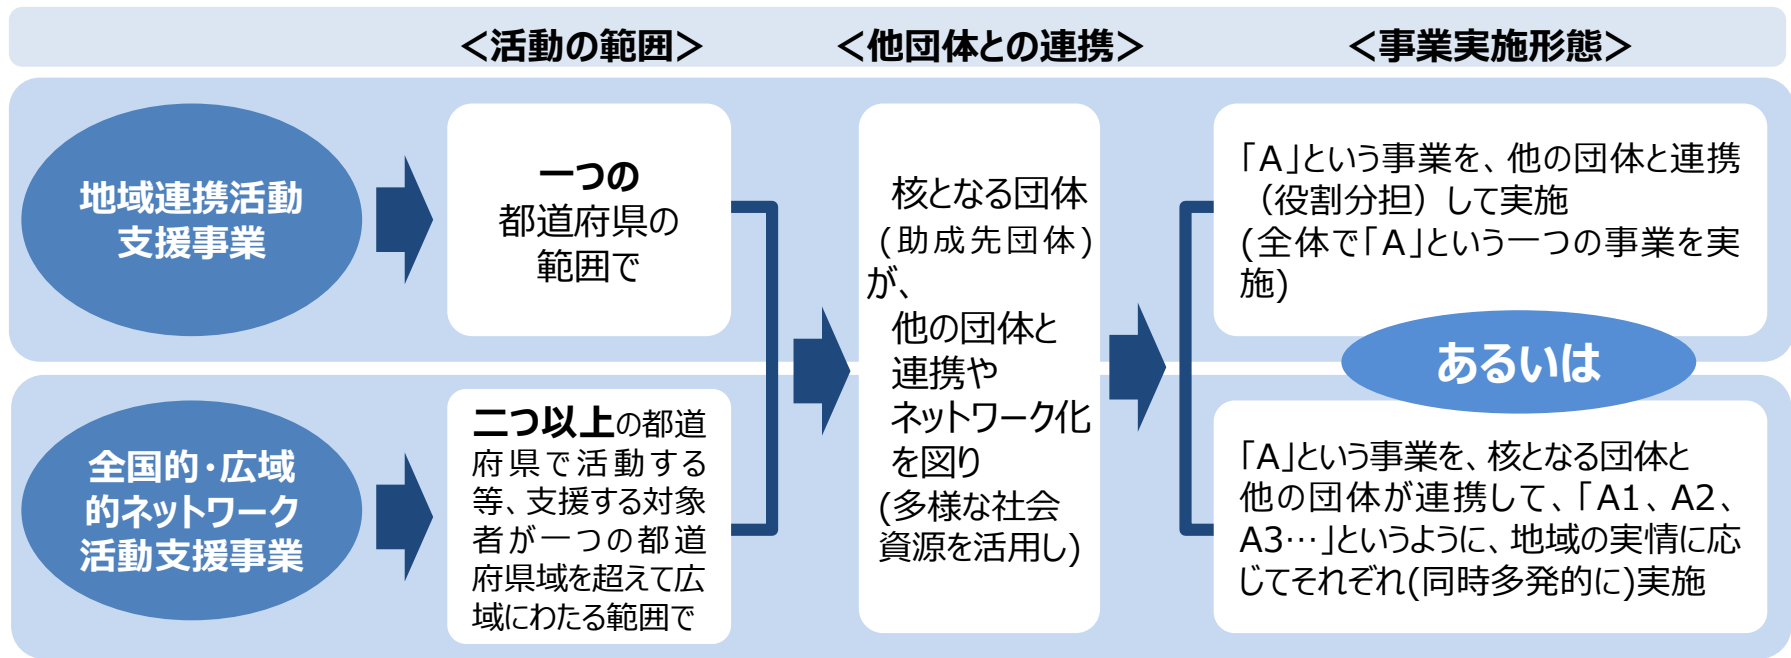 ＜活動の範囲＞
＜他団体との連携＞
＜事業実施形態＞
地域連携活動
支援事業
一つの
都道府県の
範囲で
全国的・広域
的ネットワーク
活動支援事業
二つ以上の都道
府県で活動する
等、支援する対象
者が一つの都道
府県域を超えて広
域にわたる範囲で
核となる団体
(助成先団体)
が、
他の団体と
連携や
ネットワーク化
を図り
(多様な社会
資源を活用し)
「A」という事業を、他の団体と連携
（役割分担）して実施
(全体で「A」という一つの事業を実
施)
あるいは
「A」という事業を、核となる団体と
他の団体が連携して、「A1、A2、
A3…」というように、地域の実情に応
じてそれぞれ(同時多発的に)実施